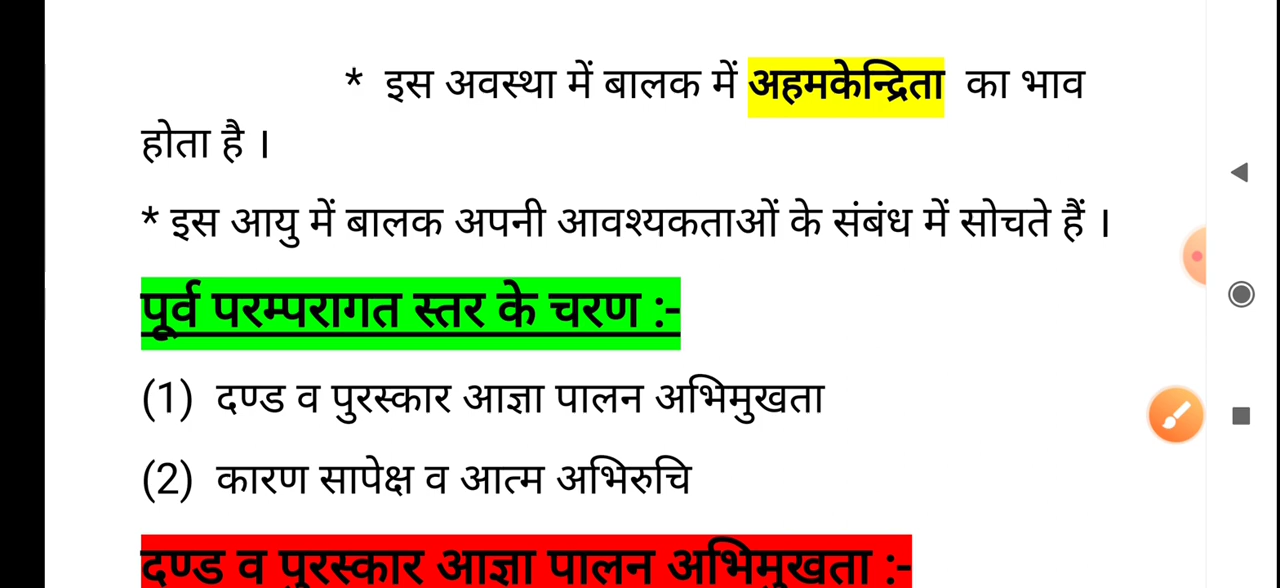 * इस अवस्था में बालक में अहमकेन्द्रिता का भाव
होता है ।
* इस आयु में बालक अपनी आवश्यकताओं के संबंध में सोचते हैं ।
पूर्व परम्परागत स्तर के चरण :-
(1) दण्ड व पुरस्कार आज्ञा पालन अभिमुखता
(2) कारण सापेक्ष व आत्म अभिरुचि
दण्ड व पुरस्कार आज्ञा पालन अभिमुखता :-